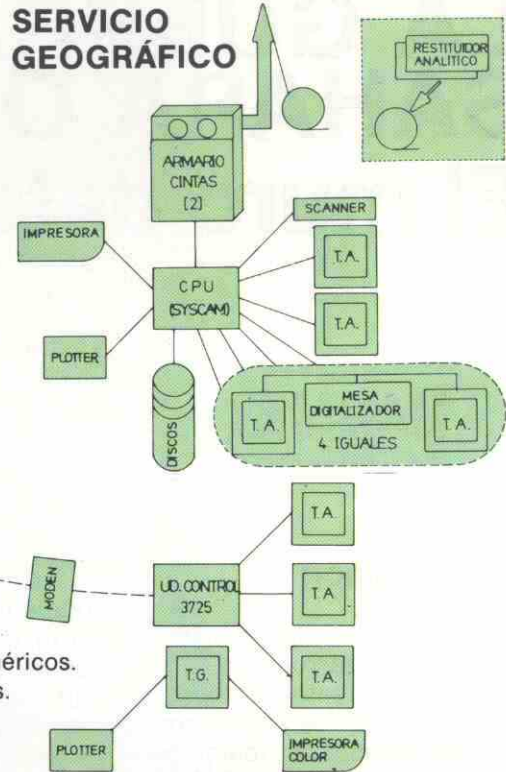 SERVICIO
GEOGRÁFICO
RESTITUIDOR
ANALITICO
ARMARIO
CINTAS
[2]
SCANNER
IMPRESORA
T.A.
CPU
(SYSCAM)
T.A.
PLOTTER
DISCOS
MESA
DIGITALIZADOR
T.A.
T.A.
4 IGUALES
T.A.
MODEN
UD. CONTROL
3725
T.A.
éricos.
s.
T.G.
T.A.
PLOTTER
IMPRESORA
COLOR